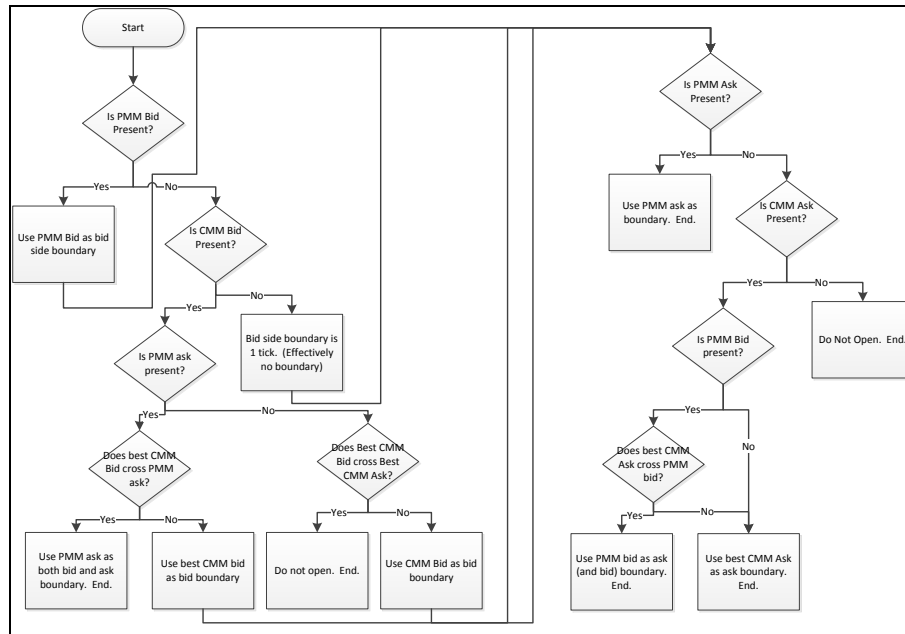 Start
Is PMM Bid
Present?
Yes
No
Use PMM Bid as bid
side boundary
Is CMM Bid
Present?
Yes
No
Is PMM ask
present?
Bid side boundary is
1 tick. (Effectively
no boundary)
Yes
No
Does best CMM
Bid cross PMM
ask?
Does Best CMM
Bid cross Best
CMM Ask?
Yes
No
Yes
No
Use PMM ask as
both bid and ask
boundary. End.
Use best CMM bid
as bid boundary
Do not open. End.
Use CMM Bid as bid
boundary
Is PMM Ask
Present?
Yes
No
Use PMM ask as
boundary. End.
Is CMM Ask
Present?
Yes
No
Is PMM Bid
present?
Do Not Open. End.
Yes
No
Does best CMM
Ask cross PMM
bid?
Yes
No
Use PMM bid as ask
(and bid) boundary.
End.
Use best CMM Ask
as ask boundary.
End.